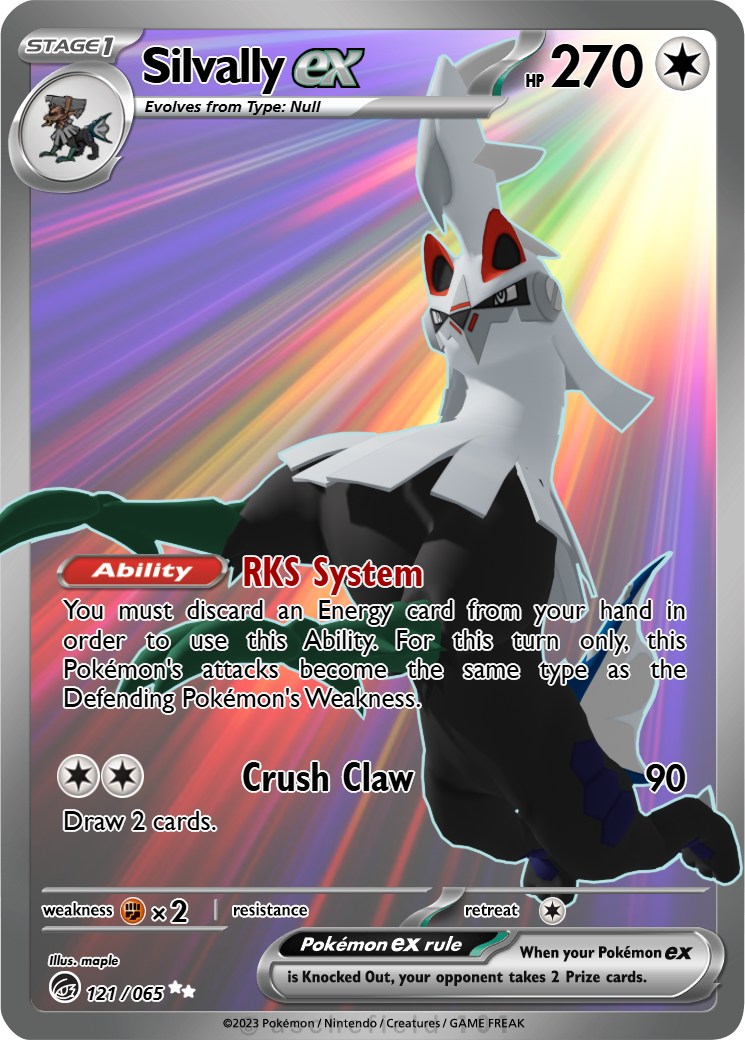 STAGE1
Silvally ex
HP 270
Evolves from Type: Null
Ability RKS System
You must discard an Energy card from your hand in
order to use this Ability. For this turn only, this
Pokémon's attacks become the same type as the
Defending Pokémon's Weakness.
Crush Claw 90
Draw 2 cards.
weakness ×2 resistance retreat
Pokémon ex rule When your Pokémon ex
is Knocked Out, your opponent takes 2 Prize cards.
Illus. maple
121/065
©2023 Pokémon / Nintendo / Creatures / GAME FREAK